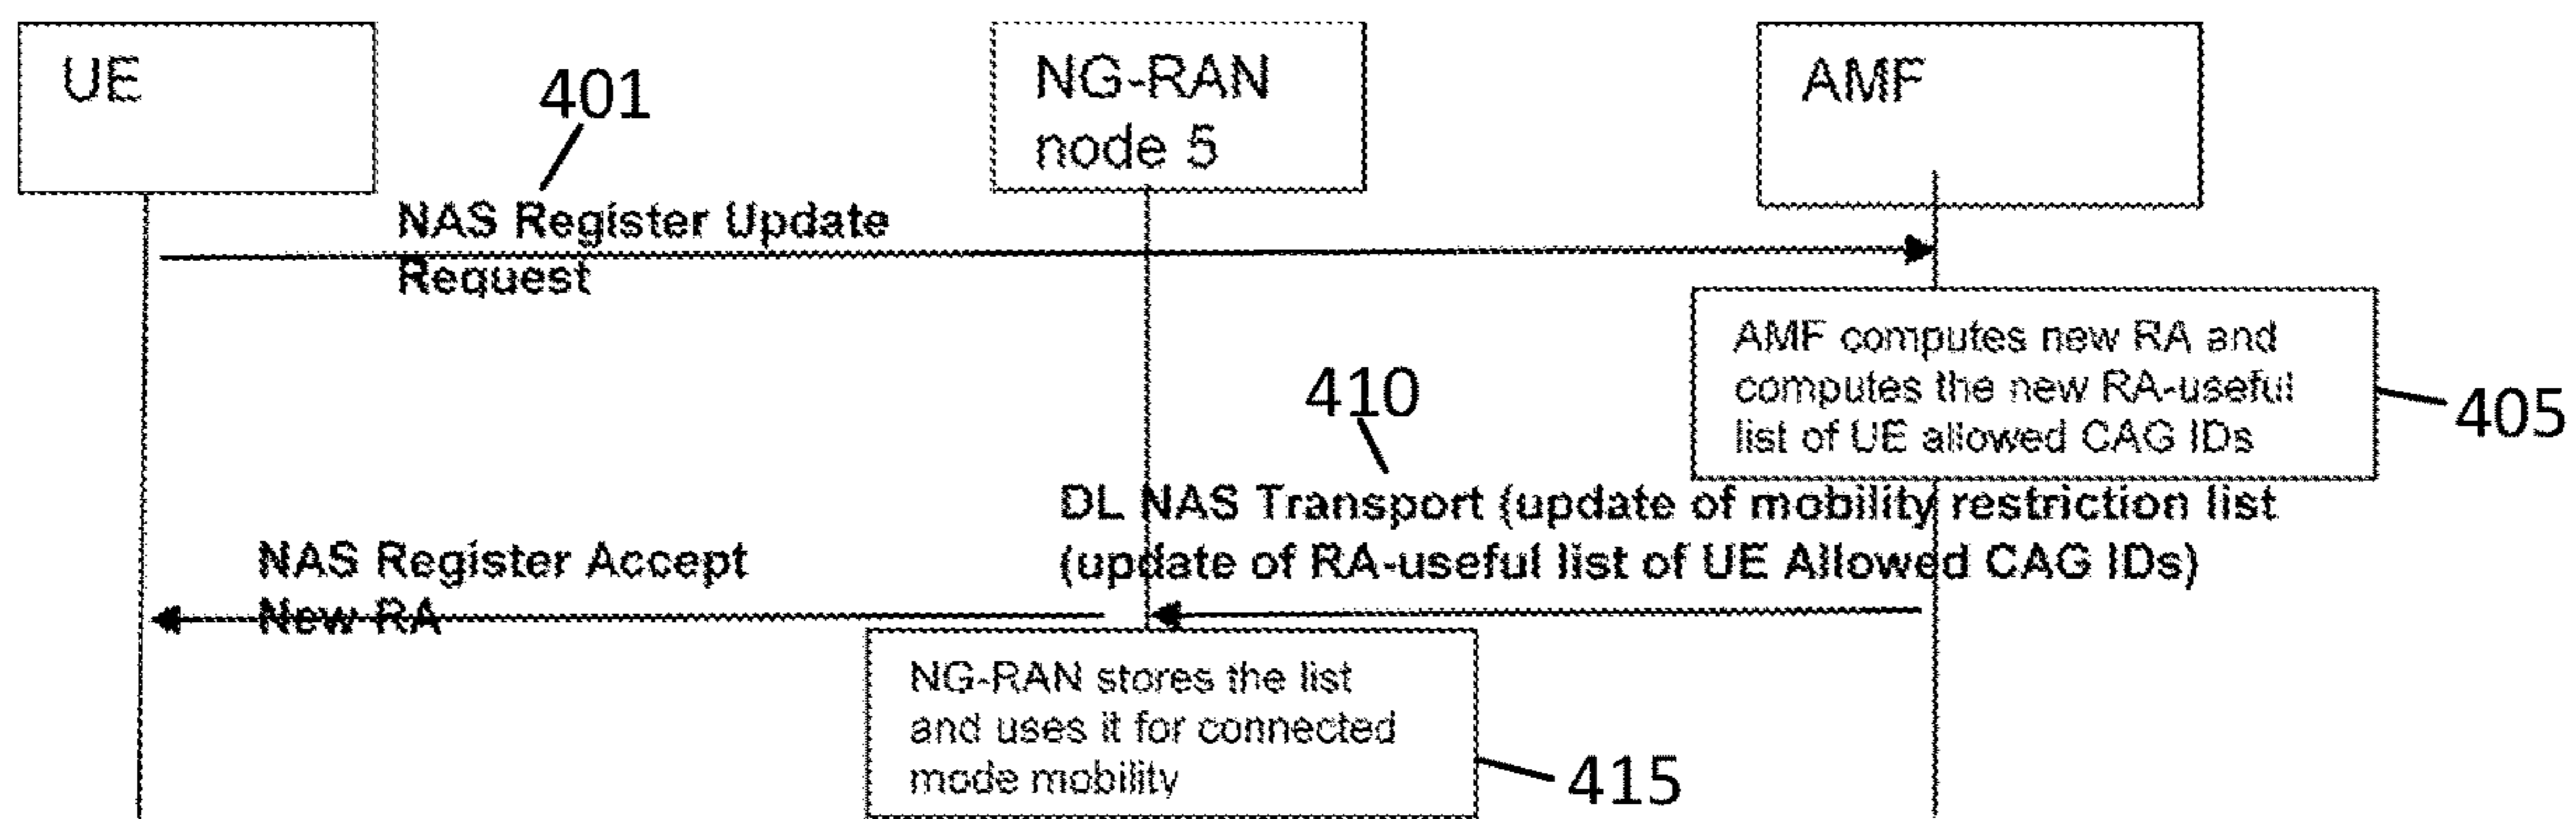 UE
401
NG-RAN
node 5
AMF
NAS Register Update
Request
AMF computes new RA and
computes the new RA-useful
list of UE allowed CAG IDs
405
410
DL NAS Transport (update of mobility restriction list
(update of RA-useful list of UE Allowed CAG IDs)
NAS Register Accept
New RA
NG-RAN stores the list
and uses it for connected
mode mobility
415